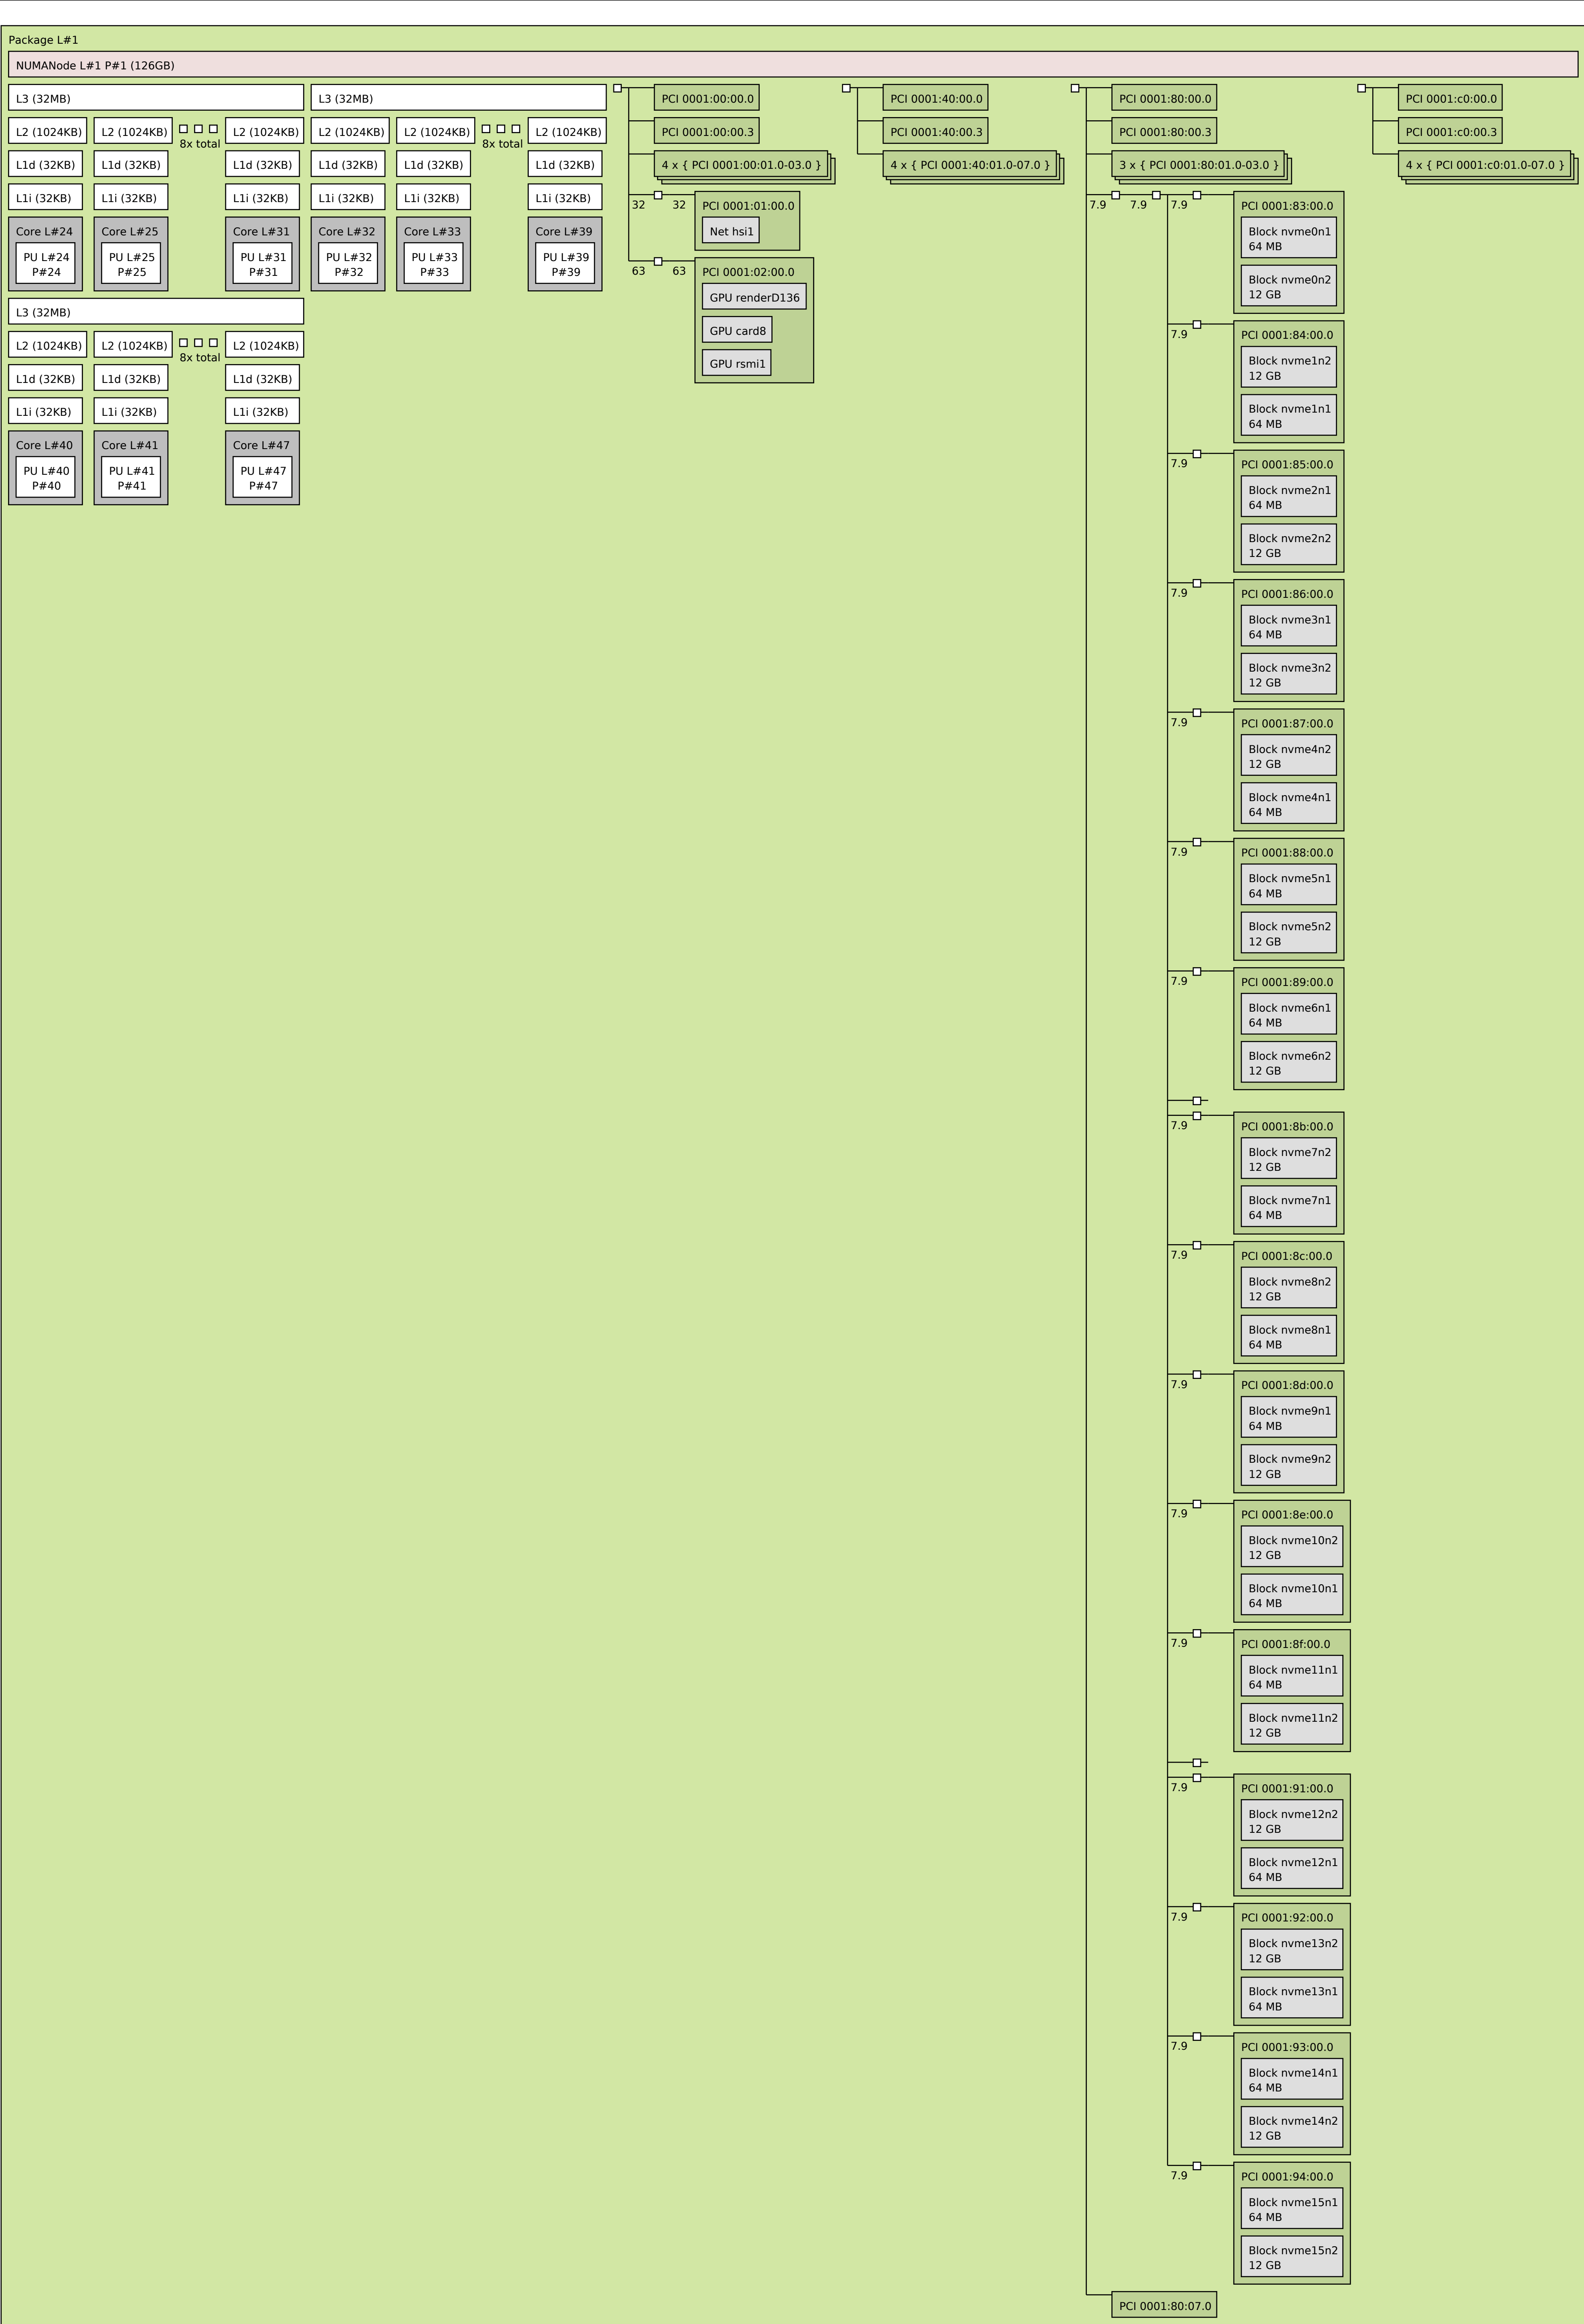 Package L#1
NUMANode L#1 P#1 (126GB)
L3 (32MB)
L2 (1024KB)
L2 (1024KB)
8x total
L2 (1024KB)
L1d (32KB)
L1d (32KB)
L1d (32KB)
L1i (32KB)
L1i (32KB)
L1i (32KB)
Core L#24
PU L#24
P#24
Core L#25
PU L#25
P#25
Core L#31
PU L#31
P#31
L3 (32MB)
L2 (1024KB)
L2 (1024KB)
8x total
L2 (1024KB)
L1d (32KB)
L1d (32KB)
L1d (32KB)
L1i (32KB)
L1i (32KB)
L1i (32KB)
Core L#32
PU L#32
P#32
Core L#33
PU L#33
P#33
Core L#39
PU L#39
P#39
L3 (32MB)
L2 (1024KB)
L2 (1024KB)
8x total
L2 (1024KB)
L1d (32KB)
L1d (32KB)
L1d (32KB)
L1i (32KB)
L1i (32KB)
L1i (32KB)
Core L#40
PU L#40
P#40
Core L#41
PU L#41
P#41
Core L#47
PU L#47
P#47
PCI 0001:00:00.0
PCI 0001:00:00.3
4 x { PCI 0001:00:01.0-03.0 }
32
32
PCI 0001:01:00.0
Net hsi1
63
63
PCI 0001:02:00.0
GPU renderD136
GPU card8
GPU rsmi1
PCI 0001:40:00.0
PCI 0001:40:00.3
4 x { PCI 0001:40:01.0-07.0 }
PCI 0001:80:00.0
PCI 0001:80:00.3
3 x { PCI 0001:80:01.0-03.0 }
7.9
7.9
7.9
PCI 0001:83:00.0
Block nvme0n1
64 MB
Block nvme0n2
12 GB
7.9
PCI 0001:84:00.0
Block nvme1n2
12 GB
Block nvme1n1
64 MB
7.9
PCI 0001:85:00.0
Block nvme2n1
64 MB
Block nvme2n2
12 GB
7.9
PCI 0001:86:00.0
Block nvme3n1
64 MB
Block nvme3n2
12 GB
7.9
PCI 0001:87:00.0
Block nvme4n2
12 GB
Block nvme4n1
64 MB
7.9
PCI 0001:88:00.0
Block nvme5n1
64 MB
Block nvme5n2
12 GB
7.9
PCI 0001:89:00.0
Block nvme6n1
64 MB
Block nvme6n2
12 GB
7.9
PCI 0001:8b:00.0
Block nvme7n2
12 GB
Block nvme7n1
64 MB
7.9
PCI 0001:8c:00.0
Block nvme8n2
12 GB
Block nvme8n1
64 MB
7.9
PCI 0001:8d:00.0
Block nvme9n1
64 MB
Block nvme9n2
12 GB
7.9
PCI 0001:8e:00.0
Block nvme10n2
12 GB
Block nvme10n1
64 MB
7.9
PCI 0001:8f:00.0
Block nvme11n1
64 MB
Block nvme11n2
12 GB
7.9
PCI 0001:91:00.0
Block nvme12n2
12 GB
Block nvme12n1
64 MB
7.9
PCI 0001:92:00.0
Block nvme13n2
12 GB
Block nvme13n1
64 MB
7.9
PCI 0001:93:00.0
Block nvme14n1
64 MB
Block nvme14n2
12 GB
7.9
PCI 0001:94:00.0
Block nvme15n1
64 MB
Block nvme15n2
12 GB
PCI 0001:80:07.0
PCI 0001:c0:00.0
PCI 0001:c0:00.3
4 x { PCI 0001:c0:01.0-07.0 }